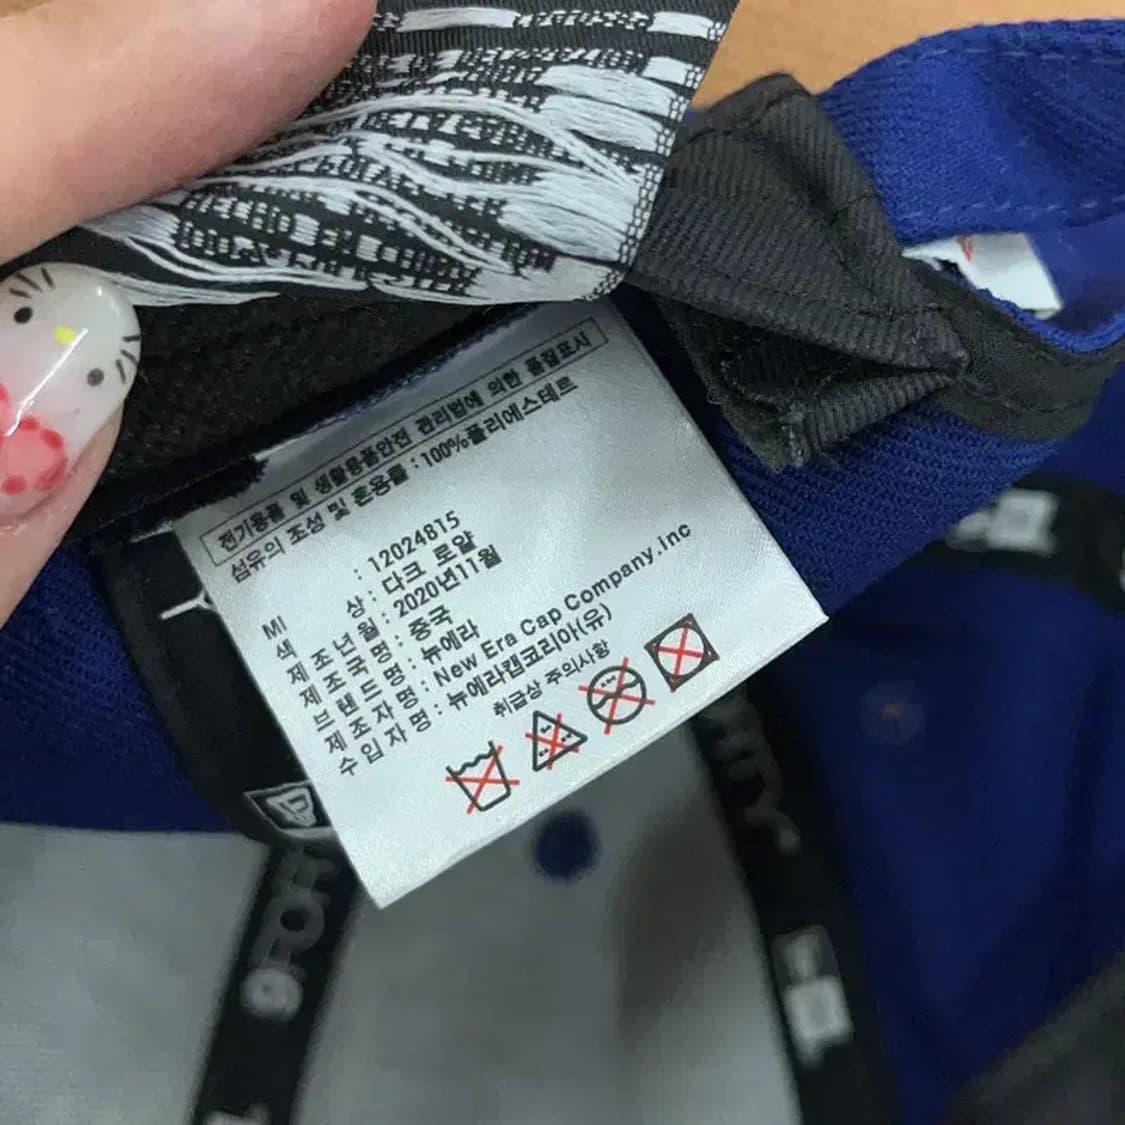 전기용품 및 생활용품안전 관리법에 의한 품질표시
섬유의 조성 및 혼용률 : 100%폴리에스테르
MI : 12024815
색 상 : 다크 로얄
제 조 년 월 : 2020년11월
제 조 국 명 : 중국
브 랜 드 명 : 뉴에라
제 조 자 명 : New Era Cap Company.inc
수 입 자 명 : 뉴에라캡코리아(유)
취급상 주의사항
9FORTY